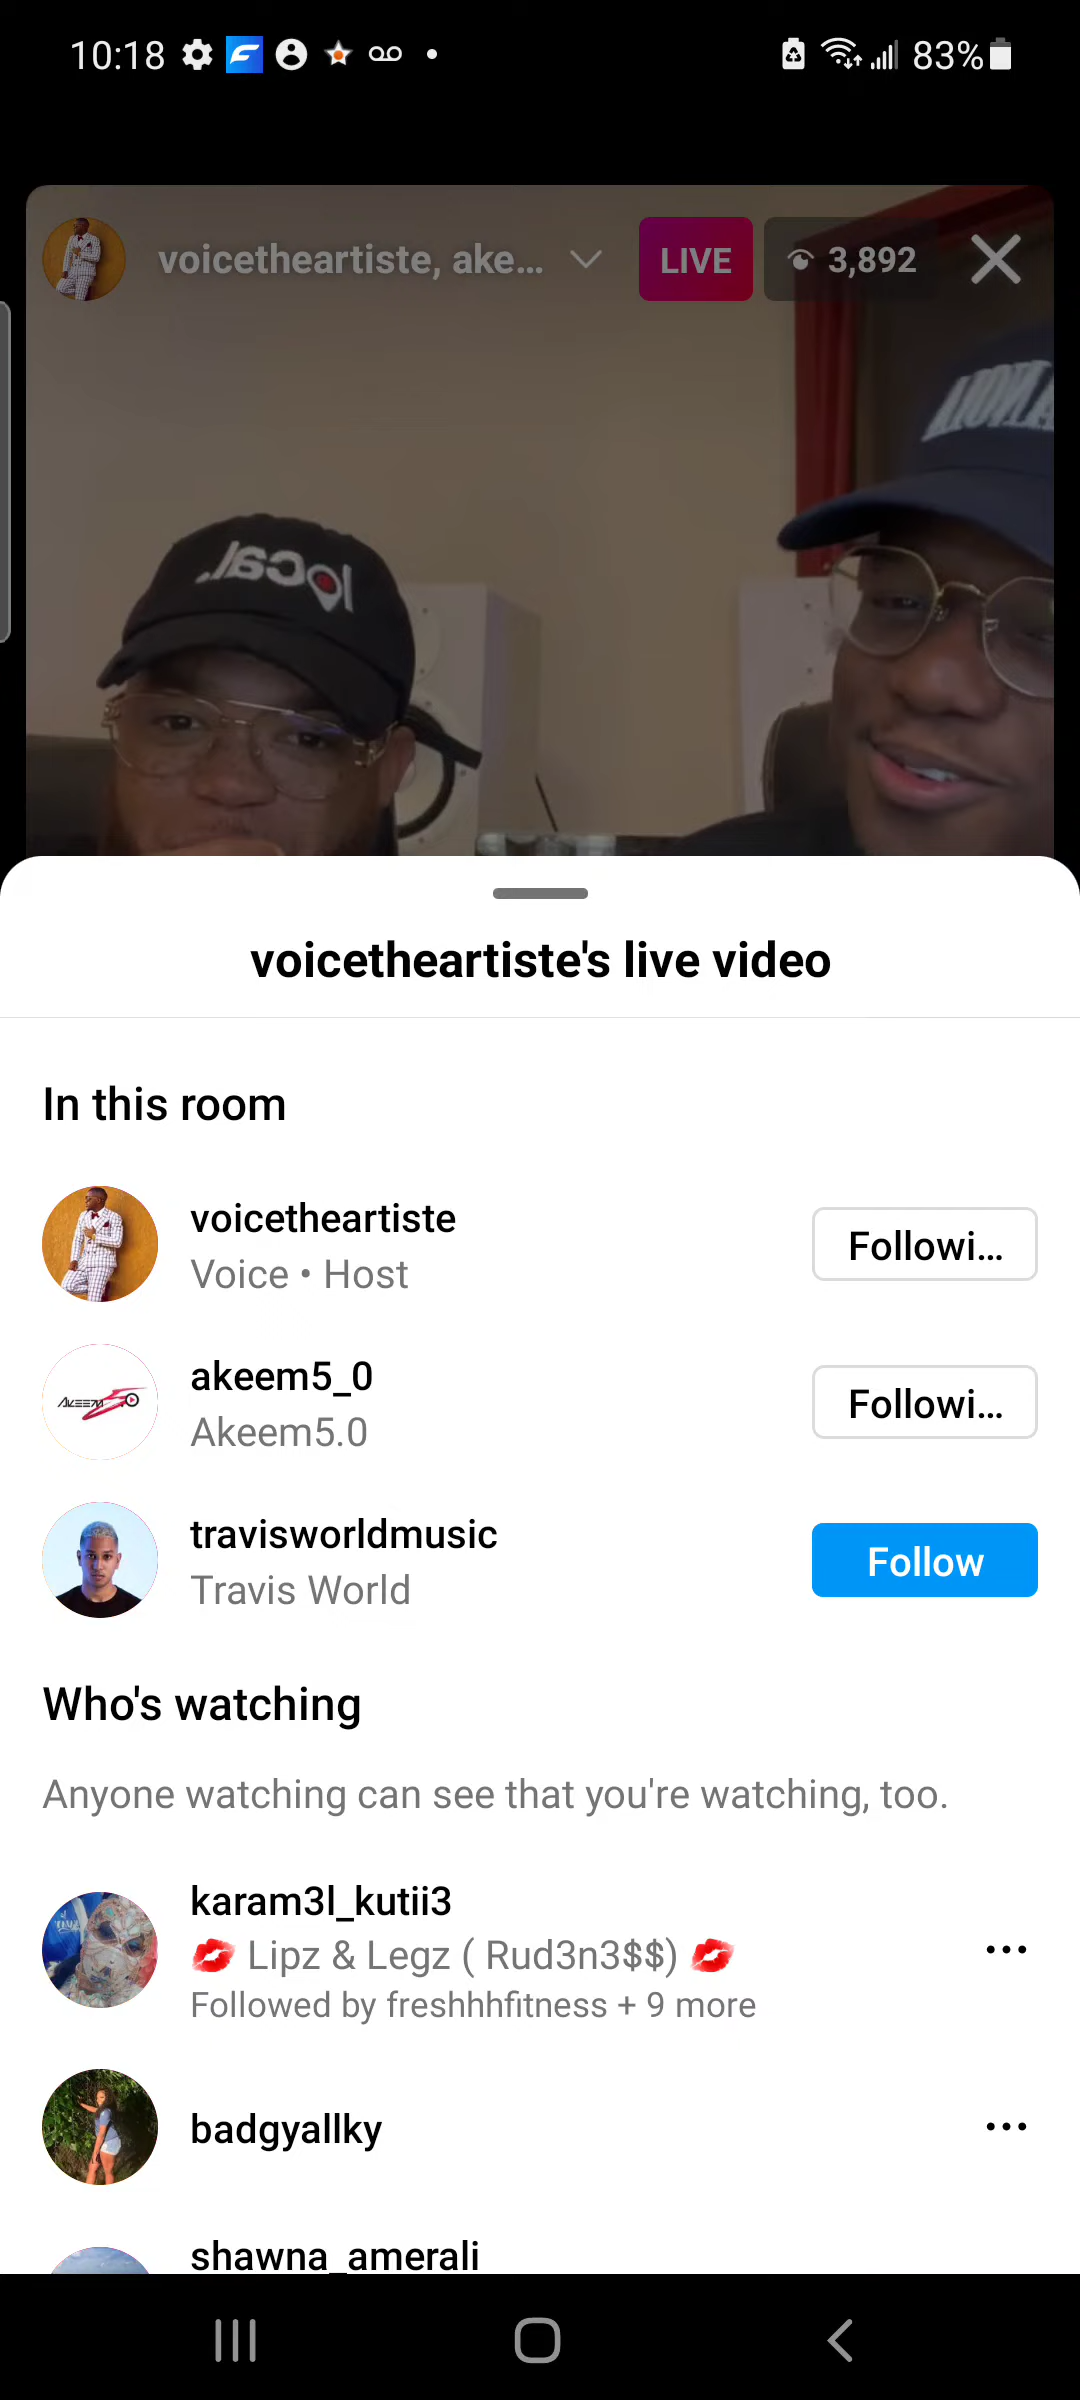 10:18
83%
voicetheartiste, ake...
LIVE
3,892
local.
voicetheartiste's live video
In this room
voicetheartiste
Voice • Host
Followi...
AKEEM
akeem5_0
Akeem5.0
Followi...
travisworldmusic
Travis World
Follow
Who's watching
Anyone watching can see that you're watching, too.
karam3l_kutii3
💋 Lipz & Legz ( Rud3n3$$) 💋
Followed by freshhhfitness + 9 more
badgyallky
shawna_amerali